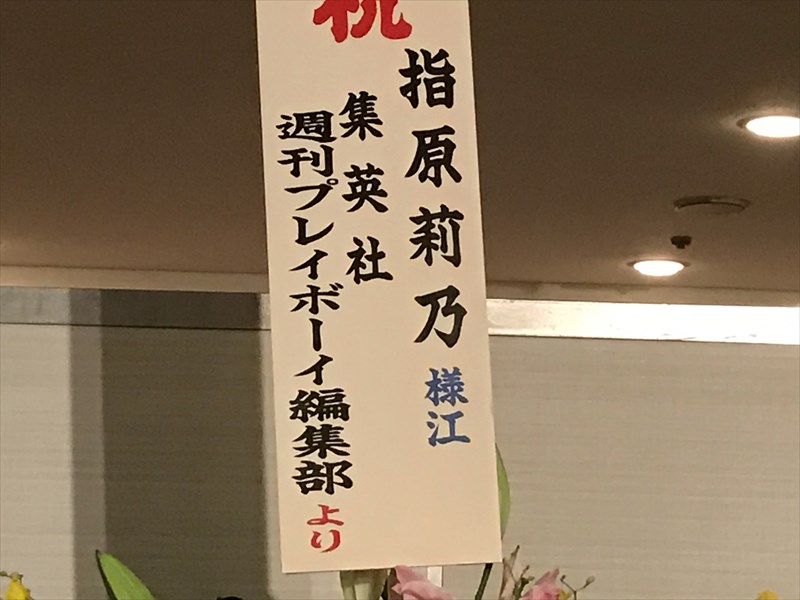 祝
指原莉乃様江
集英社
週刊プレイボーイ編集部より